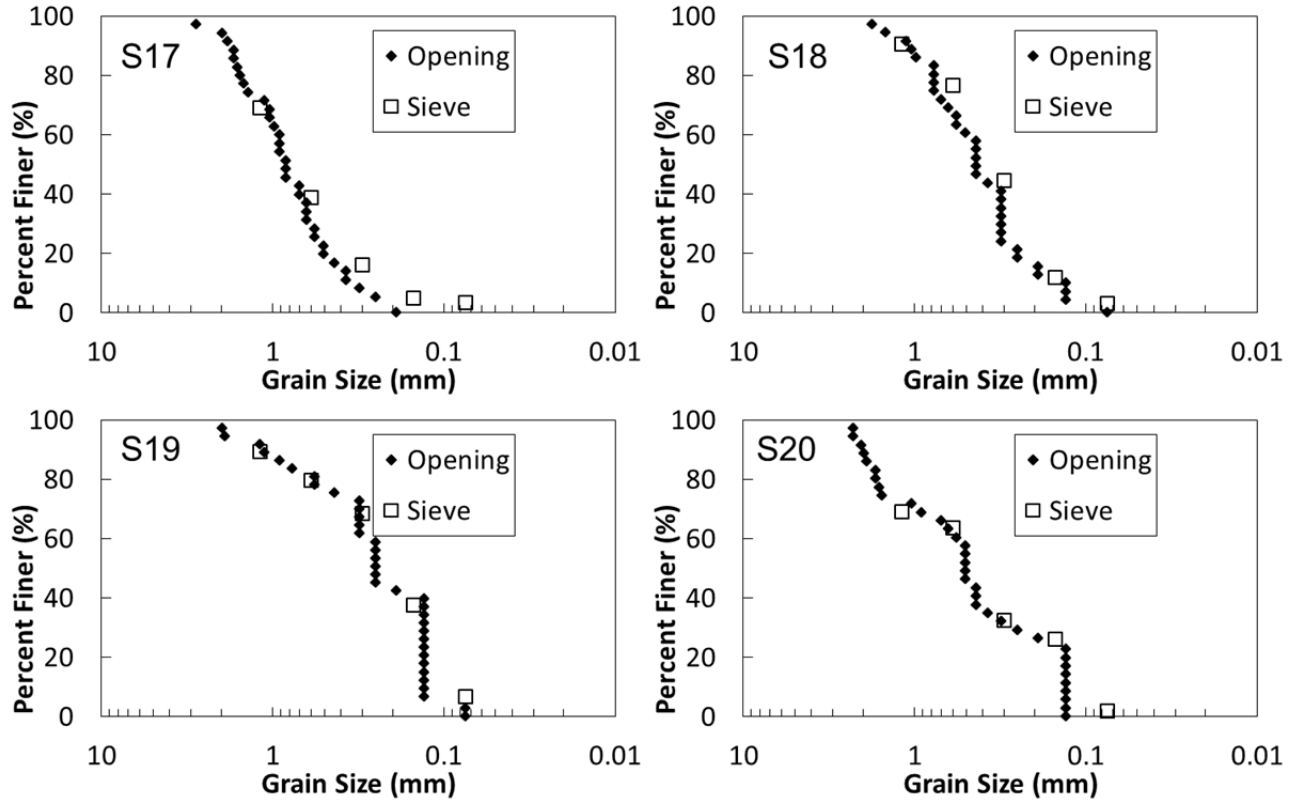 S17
Opening
Sieve
Percent Finer (%)
100
80
60
40
20
0
10
1
0.1
0.01
Grain Size (mm)
S18
Opening
Sieve
Percent Finer (%)
100
80
60
40
20
0
10
1
0.1
0.01
Grain Size (mm)
S19
Opening
Sieve
Percent Finer (%)
100
80
60
40
20
0
10
1
0.1
0.01
Grain Size (mm)
S20
Opening
Sieve
Percent Finer (%)
100
80
60
40
20
0
10
1
0.1
0.01
Grain Size (mm)